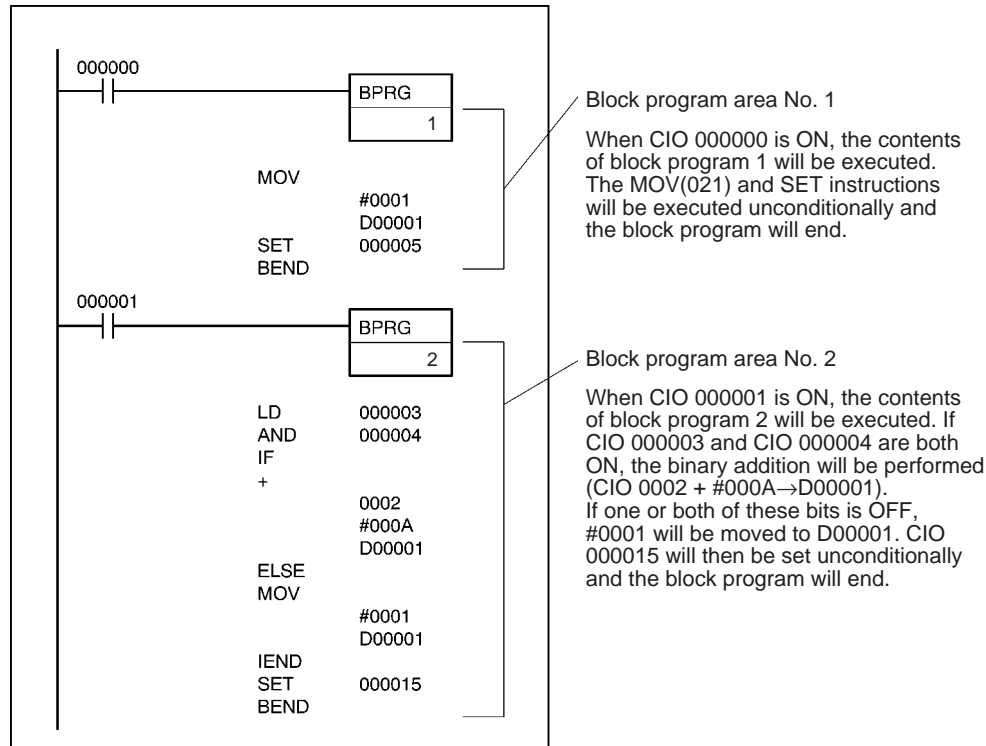 000000
BPRG
1
MOV
#0001
D00001
SET 000005
BEND
Block program area No. 1
When CIO 000000 is ON, the contents
of block program 1 will be executed.
The MOV(021) and SET instructions
will be executed unconditionally and
the block program will end.
000001
BPRG
2
LD 000003
AND 000004
IF
+
0002
#000A
D00001
ELSE
MOV
#0001
D00001
IEND
SET 000015
BEND
Block program area No. 2
When CIO 000001 is ON, the contents
of block program 2 will be executed. If
CIO 000003 and CIO 000004 are both
ON, the binary addition will be performed
(CIO 0002 + #000A→D00001).
If one or both of these bits is OFF,
#0001 will be moved to D00001. CIO
000015 will then be set unconditionally
and the block program will end.